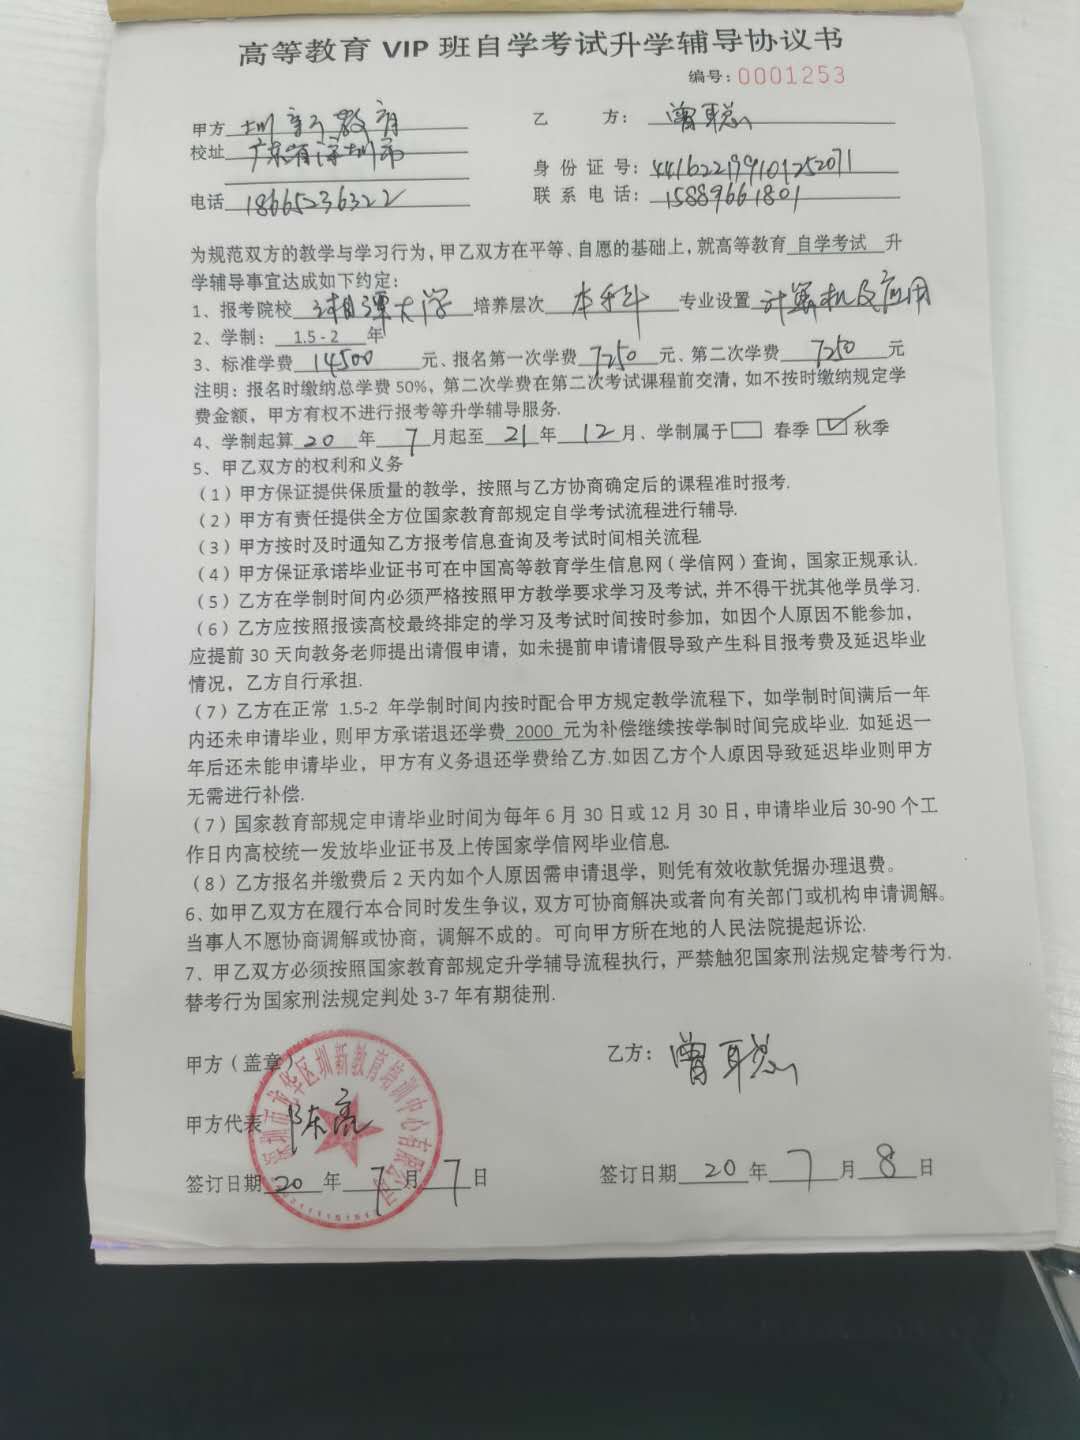 高等教育 VIP 班自学考试升学辅导协议书
编号：0001253
甲方 圳新教育 乙方： 曾聪
校址 广东省深圳市 身份证号：441622199101252071
电话 18665236322 联系电话：15889661801
为规范双方的教学与学习行为，甲乙双方在平等、自愿的基础上，就高等教育 自学考试 升
学辅导事宜达成如下约定：
1、报考院校 湘潭大学 培养层次 本科 专业设置 计算机及应用
2、学制： 1.5-2 年
3、标准学费 14500 元、报名第一次学费 7250 元、第二次学费 7250 元
注明：报名时缴纳总学费 50%，第二次学费在第二次考试课程前交清，如不按时缴纳规定学
费金额，甲方有权不进行报考等升学辅导服务.
4、学制起算 20 年 7 月起至 21 年 12 月、学制属于□ 春季 ☑ 秋季
5、甲乙双方的权利和义务
（1）甲方保证提供保质量的教学，按照与乙方协商确定后的课程准时报考.
（2）甲方有责任提供全方位国家教育部规定自学考试流程进行辅导.
（3）甲方按时及时通知乙方报考信息查询及考试时间相关流程.
（4）甲方保证承诺毕业证书可在中国高等教育学生信息网（学信网）查询，国家正规承认.
（5）乙方在学制时间内必须严格按照甲方教学要求学习及考试，并不得干扰其他学员学习.
（6）乙方应按照报读高校最终排定的学习及考试时间按时参加，如因个人原因不能参加，
应提前 30 天向教务老师提出请假申请，如未提前申请请假导致产生科目报考费及延迟毕业
情况，乙方自行承担.
（7）乙方在正常 1.5-2 年学制时间内按时配合甲方规定教学流程下，如学制时间满后一年
内还未申请毕业，则甲方承诺退还学费 2000 元为补偿继续按学制时间完成毕业. 如延迟一
年后还未能申请毕业，甲方有义务退还学费给乙方.如因乙方个人原因导致延迟毕业则甲方
无需进行补偿.
（7）国家教育部规定申请毕业时间为每年 6 月 30 日或 12 月 30 日，申请毕业后 30-90 个工
作日内高校统一发放毕业证书及上传国家学信网毕业信息.
（8）乙方报名并缴费后 2 天内如个人原因需申请退学，则凭有效收款凭据办理退费。
6、如甲乙双方在履行本合同时发生争议，双方可协商解决或者向有关部门或机构申请调解。
当事人不愿协商调解或协商，调解不成的。可向甲方所在地的人民法院提起诉讼.
7、甲乙双方必须按照国家教育部规定升学辅导流程执行，严禁触犯国家刑法规定替考行为.
替考行为国家刑法规定判处 3-7 年有期徒刑.
甲方（盖章） 乙方： 曾聪
深圳市龙华区圳新教育培训中心有限公司
甲方代表 陈亮
签订日期 20 年 7 月 7 日 签订日期 20 年 7 月 8 日